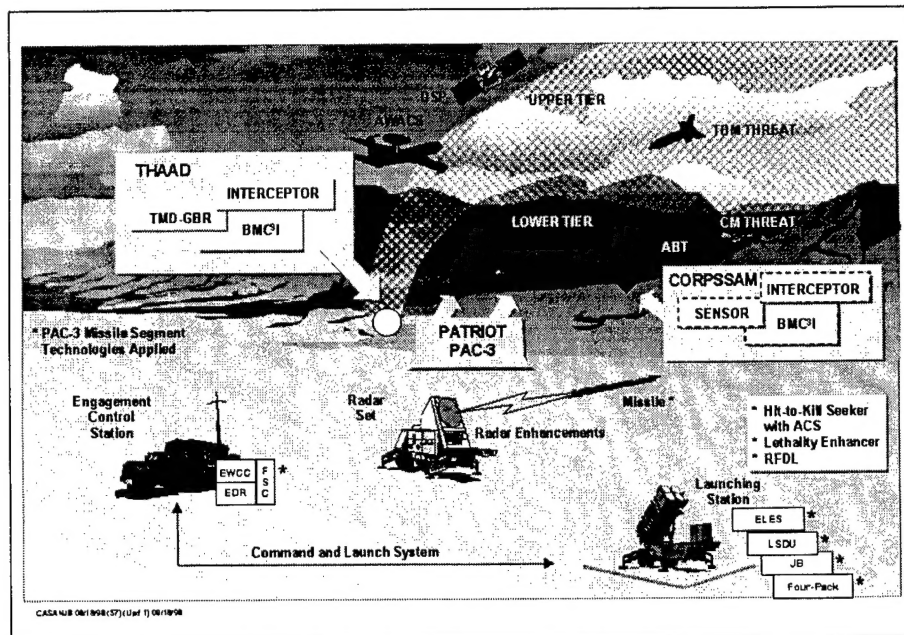 DSP
UPPER TIER
AWACS
TBM THREAT
THAAD
INTERCEPTOR
TMD-GBR
BMC³I
LOWER TIER
CM THREAT
ABT
CORPSSAM
INTERCEPTOR
SENSOR
BMC³I
* PAC-3 Missile Segment
Technologies Applied
PATRIOT
PAC-3
Engagement
Control
Station
Radar
Set
Missile *
Radar Enhancements
* Hit-to-Kill Seeker
with ACS
* Lethality Enhancer
* RFDL
EWCC
EDR
F
S
C
*
Launching
Station
ELES *
LSDU *
JB *
Four-Pack *
Command and Launch System